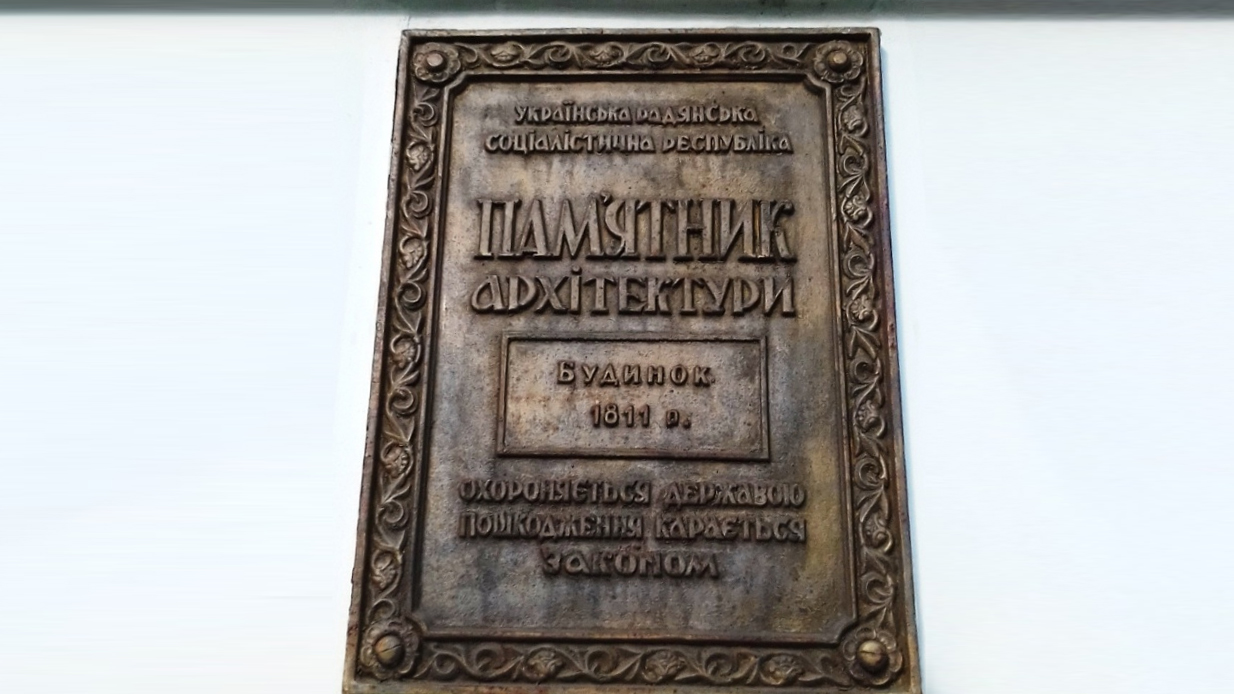 Українська Радянська
Соціалістична Республіка
Пам'ятник
архітектури
Будинок
1811 р.
Охороняється державою
Пошкодження карається
законом